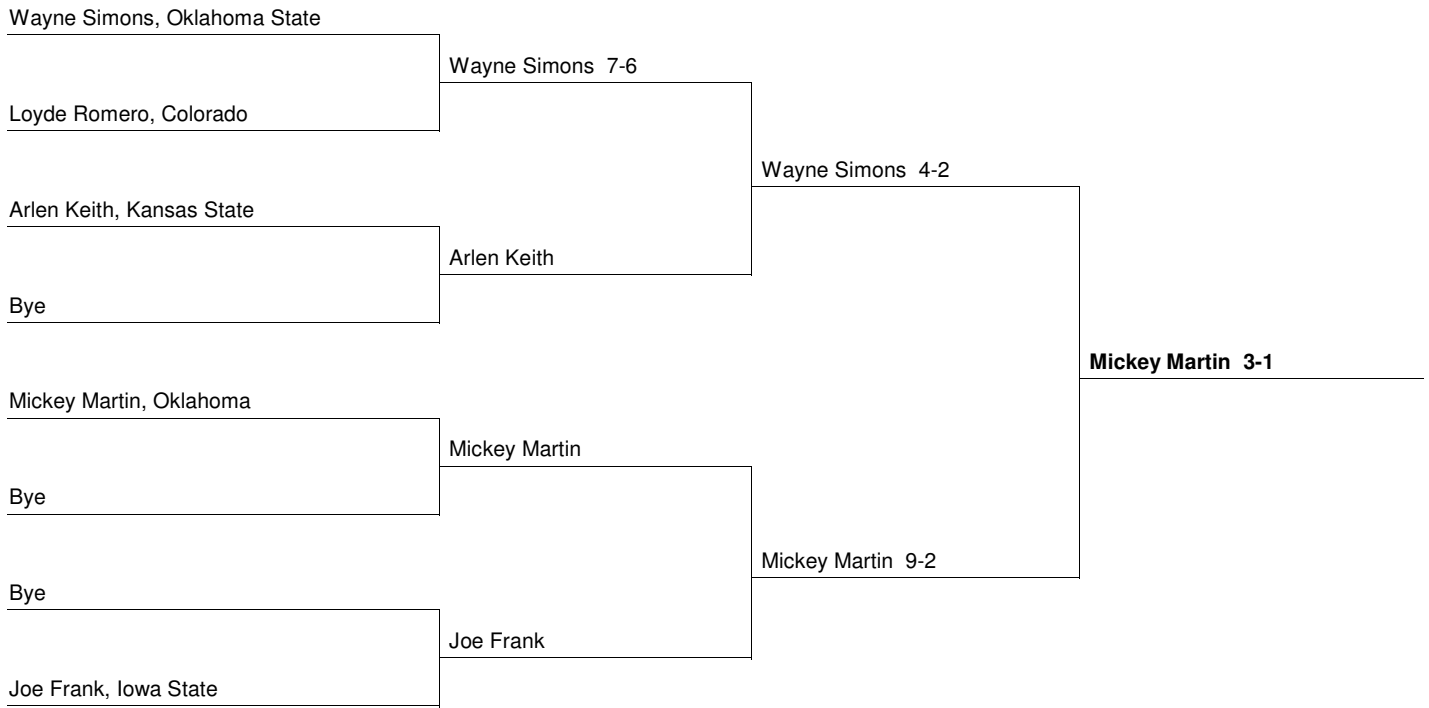 Wayne Simons, Oklahoma State
Wayne Simons 7-6
Loyde Romero, Colorado
Wayne Simons 4-2
Arlen Keith, Kansas State
Arlen Keith
Bye
Mickey Martin 3-1
Mickey Martin, Oklahoma
Mickey Martin
Bye
Mickey Martin 9-2
Bye
Joe Frank
Joe Frank, Iowa State